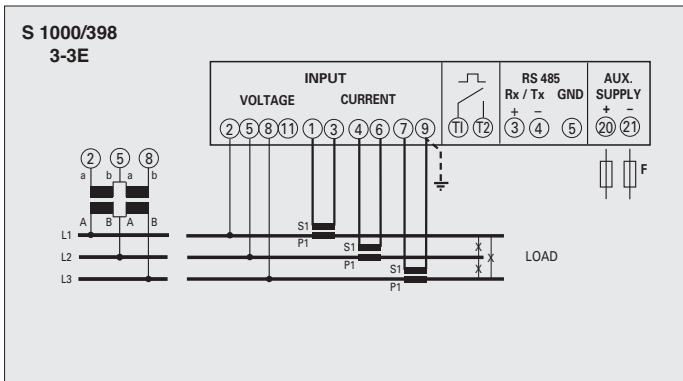 S 1000/398
3-3E
INPUT
VOLTAGE CURRENT
2 5 8 11 1 3 4 6 7 9
T1 T2
RS 485
Rx / Tx GND
+ –
3 4 5
AUX.
SUPPLY
+ –
20 21
F
2 5 8
a b a b
A B A B
L1
L2
L3
S1
P1
S1
P1
S1
P1
X
X
X
LOAD